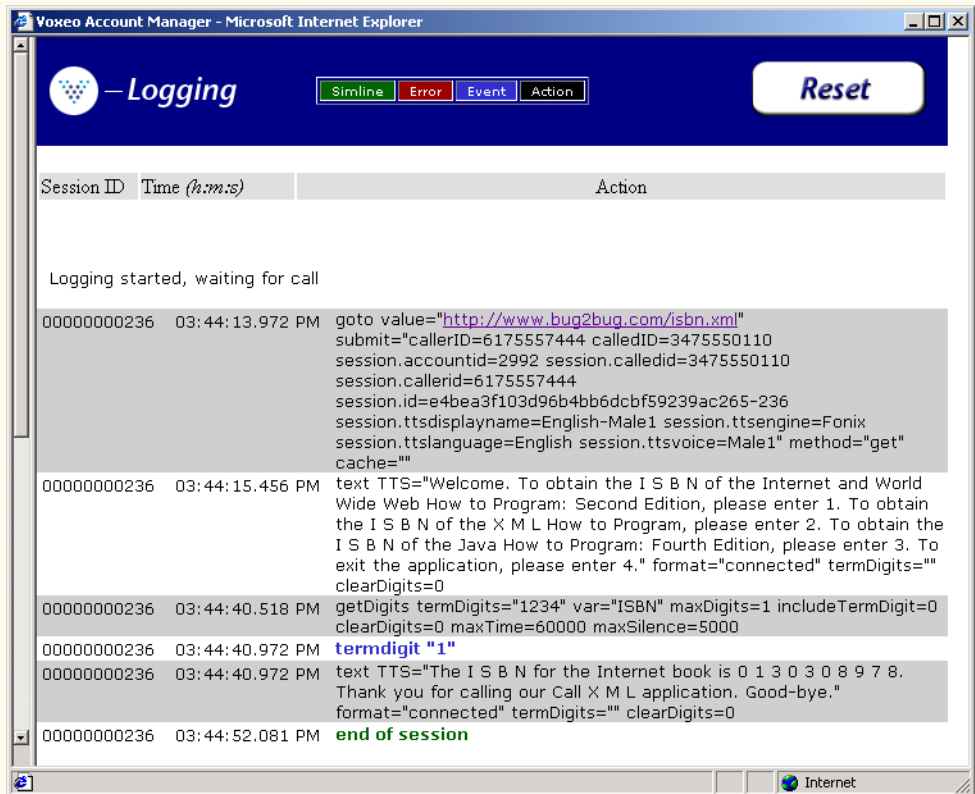 Voxeo Account Manager - Microsoft Internet Explorer
Logging
Simline Error Event Action
Reset
Session ID Time (h:m:s) Action
Logging started, waiting for call
00000000236 03:44:13.972 PM goto value="http://www.bug2bug.com/isbn.xml"
submit="callerID=6175557444 calledID=3475550110
session.accountid=2992 session.calledid=3475550110
session.callerid=6175557444
session.id=e4bea3f103d96b4bb6dcbf59239ac265-236
session.ttsdisplayname=English-Male1 session.ttsengine=Fonix
session.ttslanguage=English session.ttsvoice=Male1" method="get"
cache=""
00000000236 03:44:15.456 PM text TTS="Welcome. To obtain the I S B N of the Internet and World
Wide Web How to Program: Second Edition, please enter 1. To obtain
the I S B N of the X M L How to Program, please enter 2. To obtain the
I S B N of the Java How to Program: Fourth Edition, please enter 3. To
exit the application, please enter 4." format="connected" termDigits=""
clearDigits=0
00000000236 03:44:40.518 PM getDigits termDigits="1234" var="ISBN" maxDigits=1 includeTermDigit=0
clearDigits=0 maxTime=60000 maxSilence=5000
00000000236 03:44:40.972 PM termdigit "1"
00000000236 03:44:40.972 PM text TTS="The I S B N for the Internet book is 0 1 3 0 3 0 8 9 7 8.
Thank you for calling our Call X M L application. Good-bye."
format="connected" termDigits="" clearDigits=0
00000000236 03:44:52.081 PM end of session
Internet